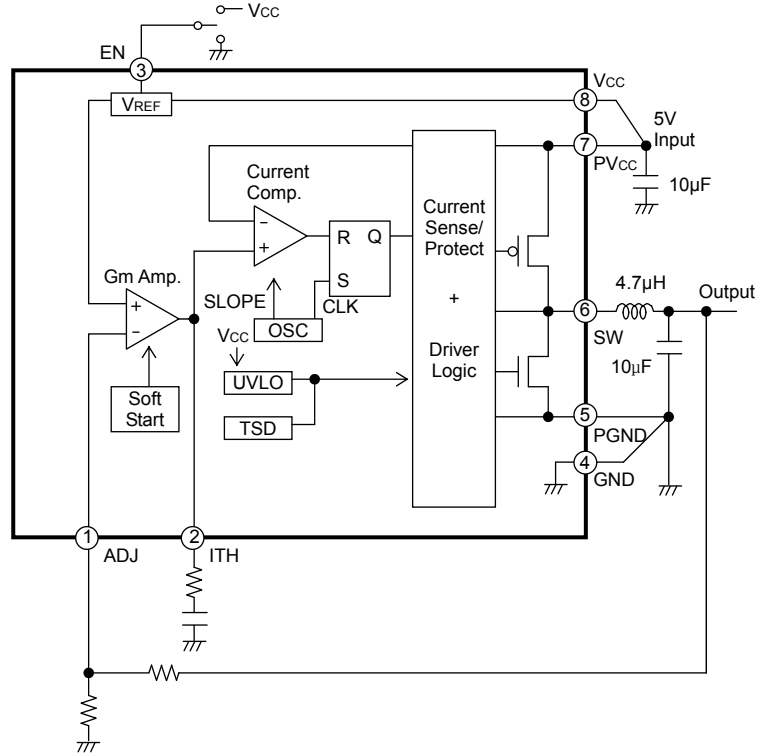 VCC
EN
3
VREF
VCC
8
5V
Input
7
PVCC
10µF
Current
Comp.
−
+
R Q
S
CLK
Current
Sense/
Protect
+
Driver
Logic
Gm Amp.
+
−
SLOPE
OSC
VCC
UVLO
TSD
Soft
Start
4.7µH
Output
6
SW
10µF
5
PGND
4
GND
1
ADJ
2
ITH